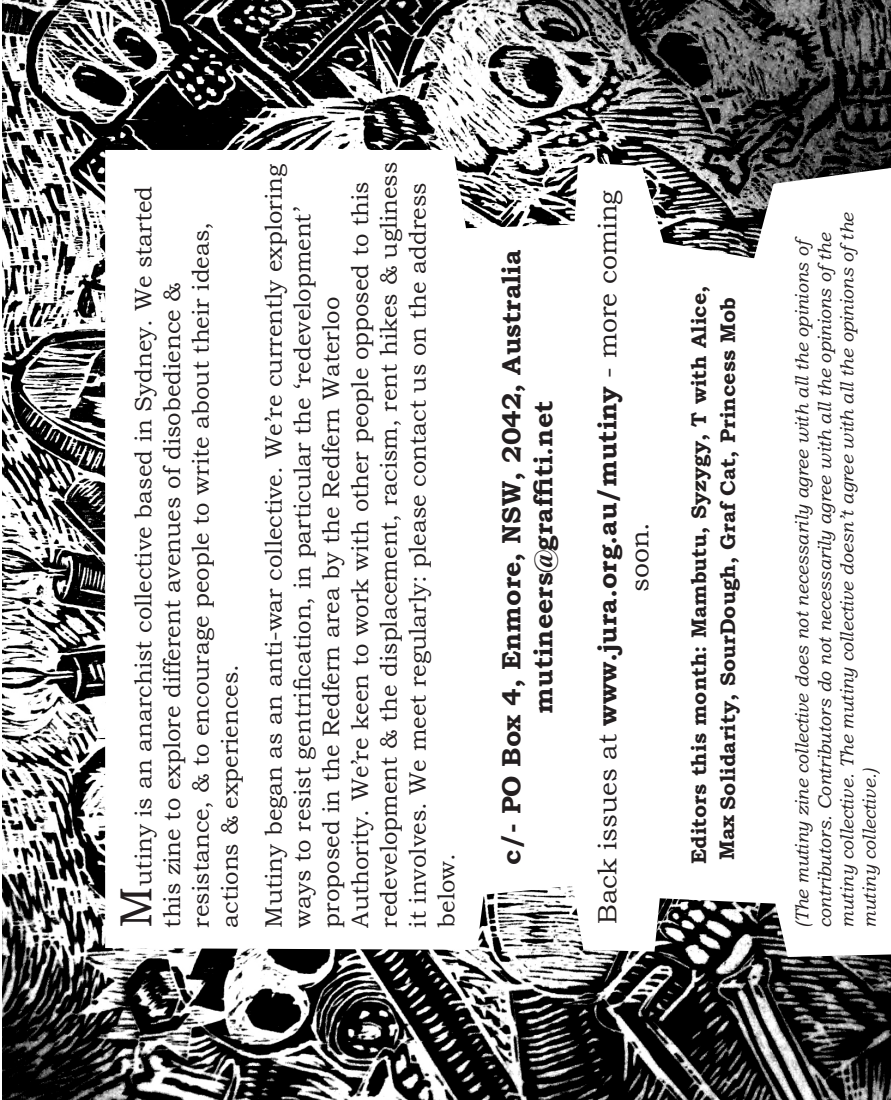 Mutiny is an anarchist collective based in Sydney. We started
this zine to explore different avenues of disobedience &
resistance, & to encourage people to write about their ideas,
actions & experiences.
Mutiny began as an anti-war collective. We're currently exploring
ways to resist gentrification, in particular the 'redevelopment'
proposed in the Redfern area by the Redfern Waterloo
Authority. We're keen to work with other people opposed to this
redevelopment & the displacement, racism, rent hikes & ugliness
it involves. We meet regularly: please contact us on the address
below.
c/- PO Box 4, Enmore, NSW, 2042, Australia
mutineers@graffiti.net
Back issues at www.jura.org.au/mutiny - more coming
soon.
Editors this month: Mambutu, Syzygy, T with Alice,
Max Solidarity, SourDough, Graf Cat, Princess Mob
(The mutiny zine collective does not necessarily agree with all the opinions of
contributors. Contributors do not necessarily agree with all the opinions of the
mutiny collective. The mutiny collective doesn't agree with all the opinions of the
mutiny collective.)